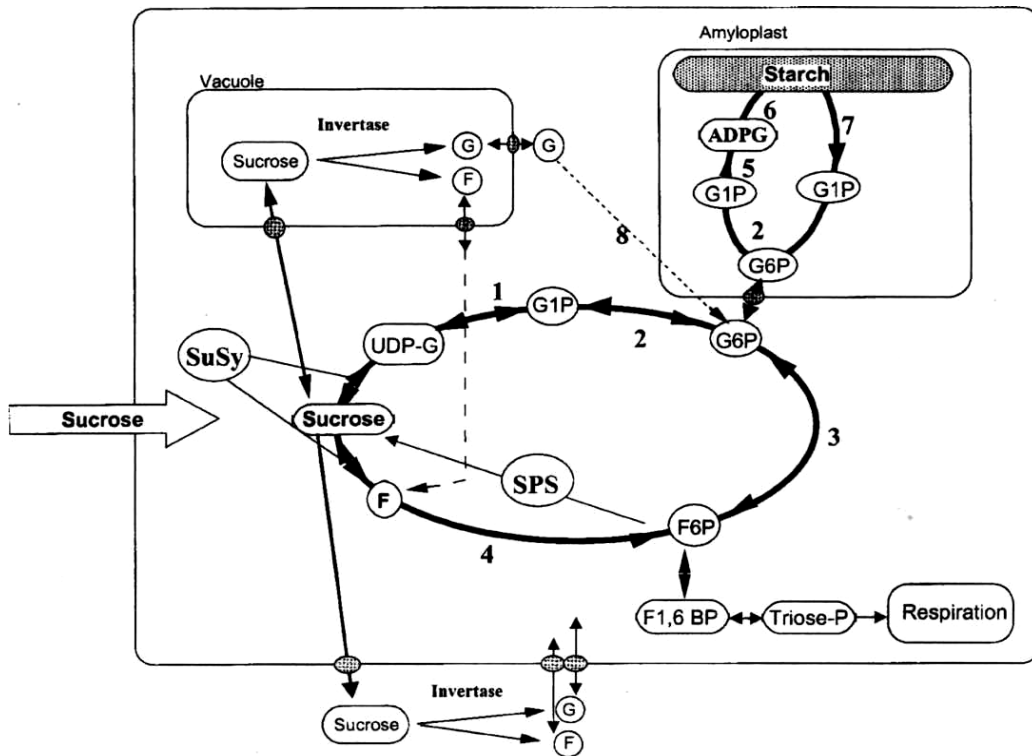 Amyloplast
Starch
Vacuole
6
7
Invertase
ADPG
G
G
Sucrose
5
F
G1P
G1P
8
2
G6P
1
G1P
2
G6P
UDP-G
SuSy
Sucrose
Sucrose
3
SPS
F
F6P
4
F1,6 BP
Triose-P
Respiration
Invertase
G
Sucrose
F